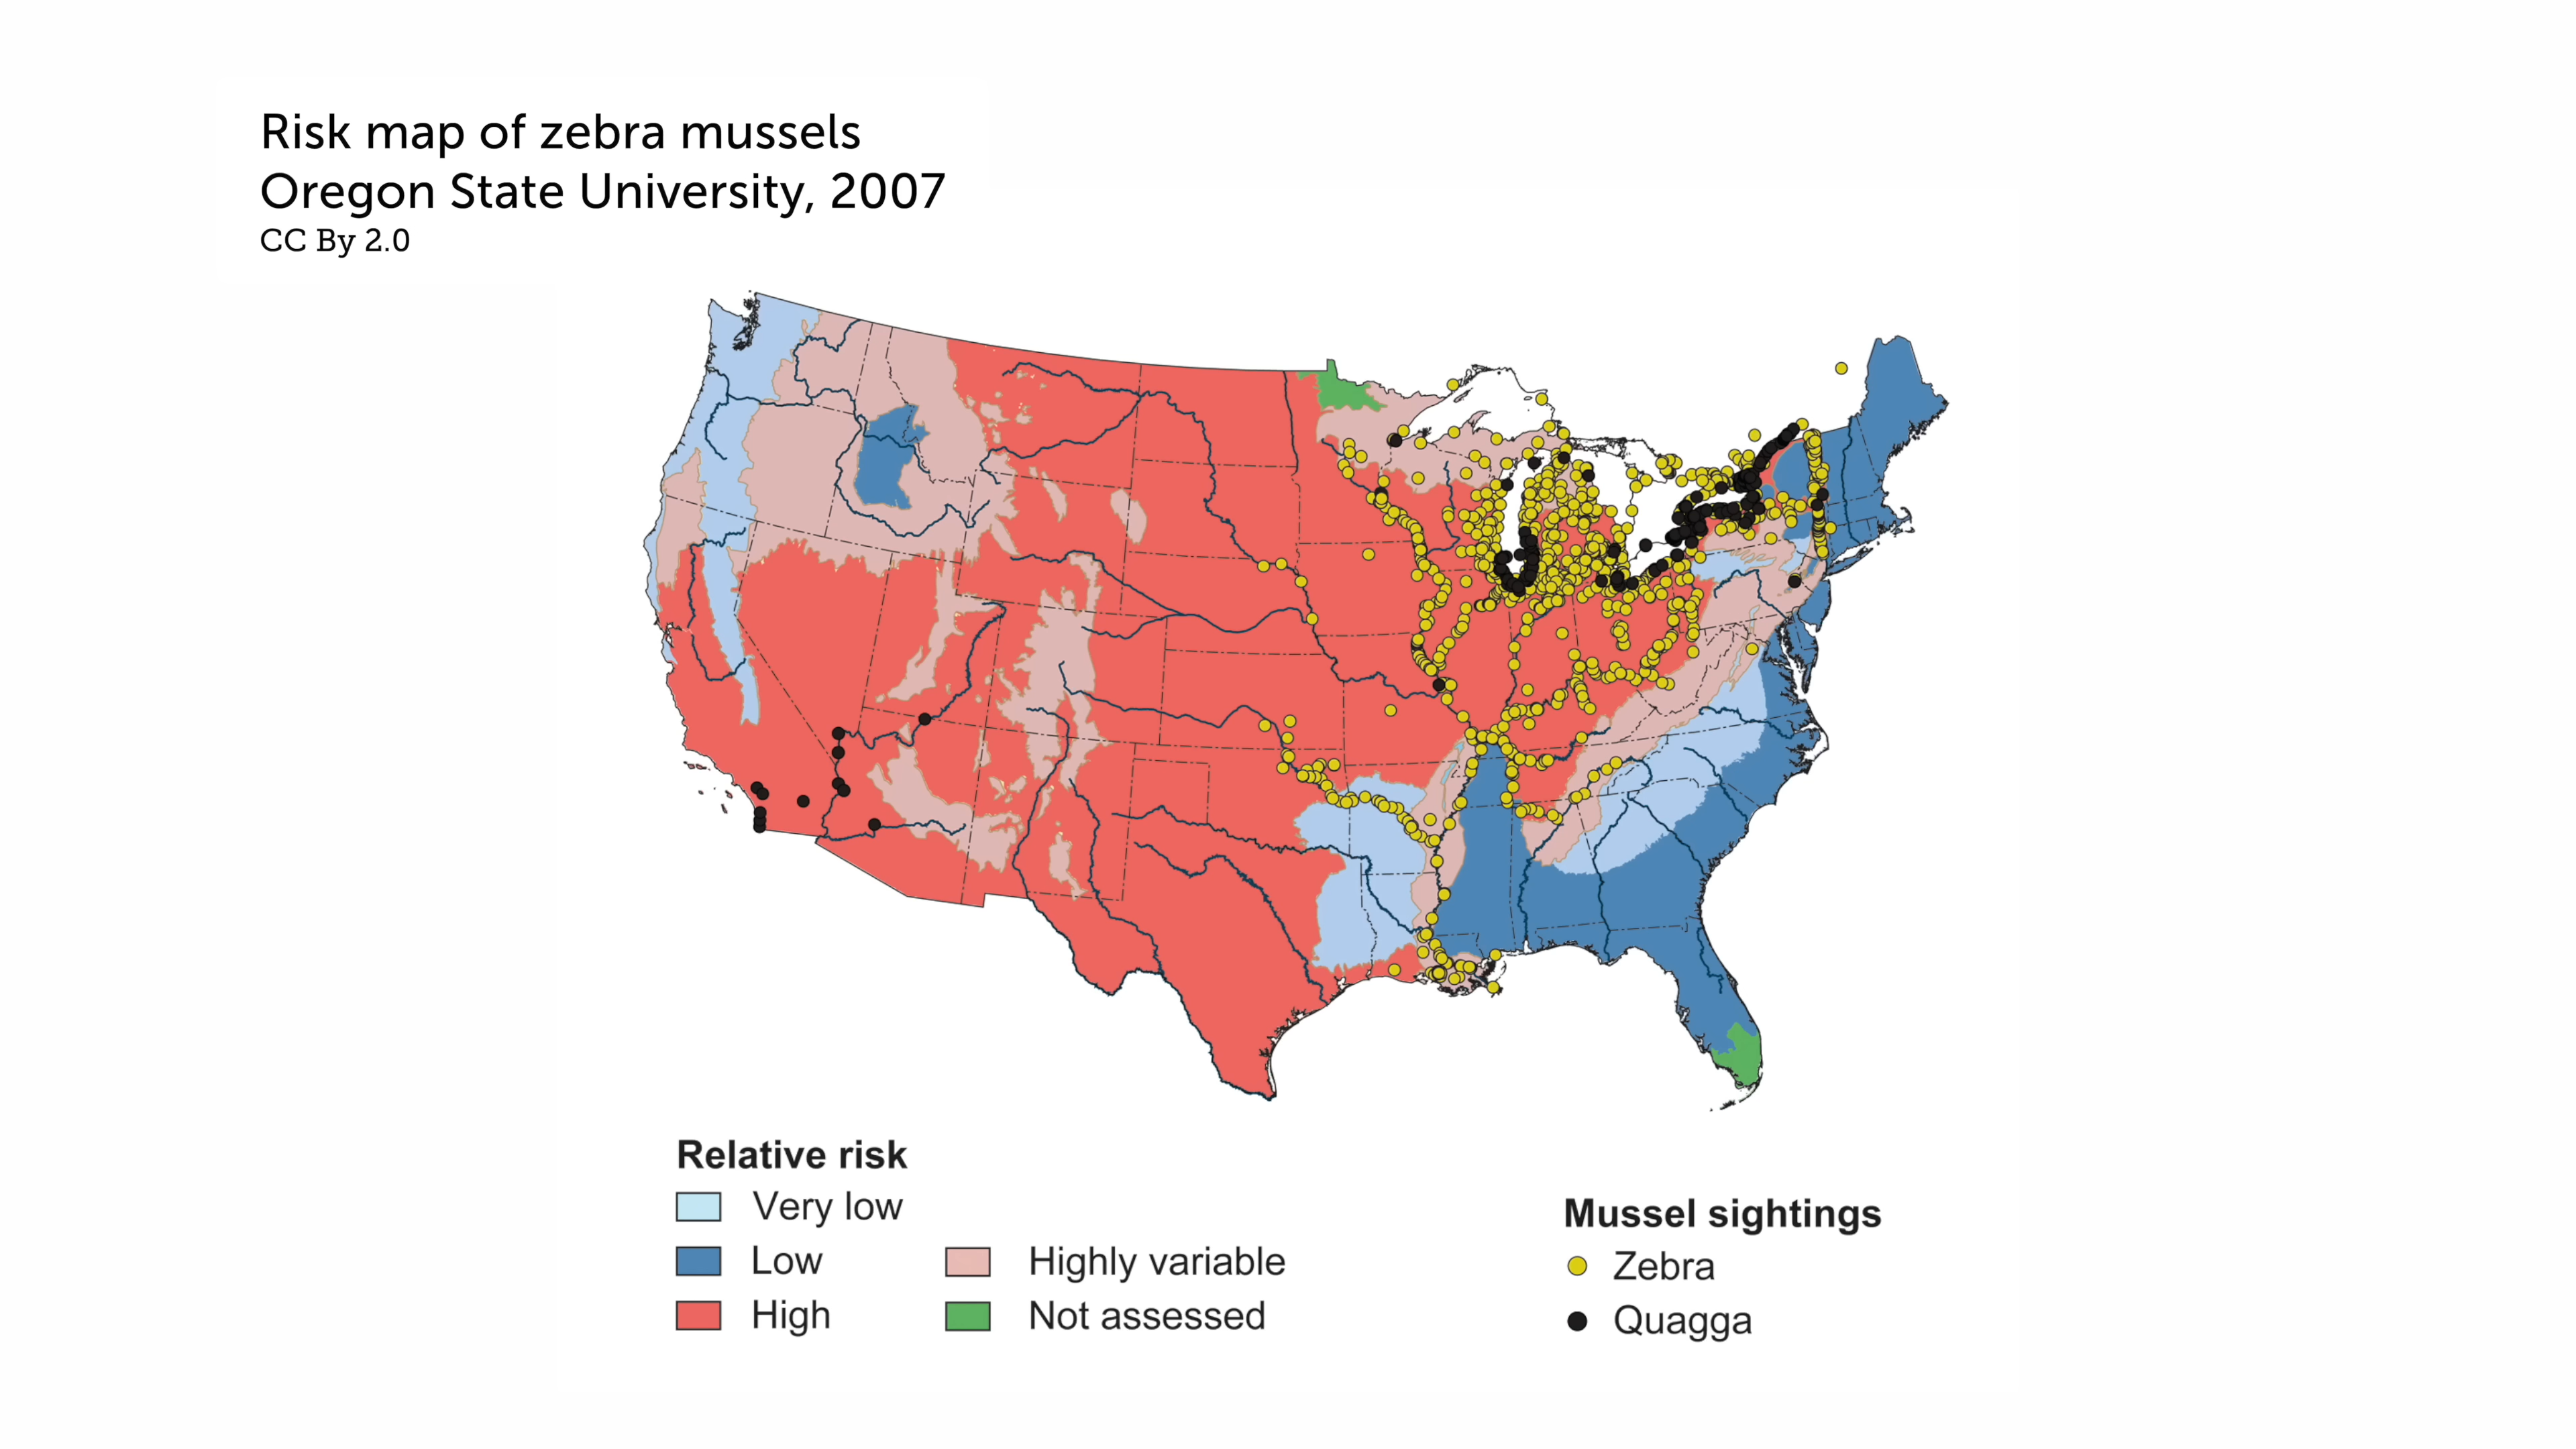 Risk map of zebra mussels
Oregon State University, 2007
CC By 2.0
Relative risk
Very low
Low
High
Highly variable
Not assessed
Mussel sightings
Zebra
Quagga